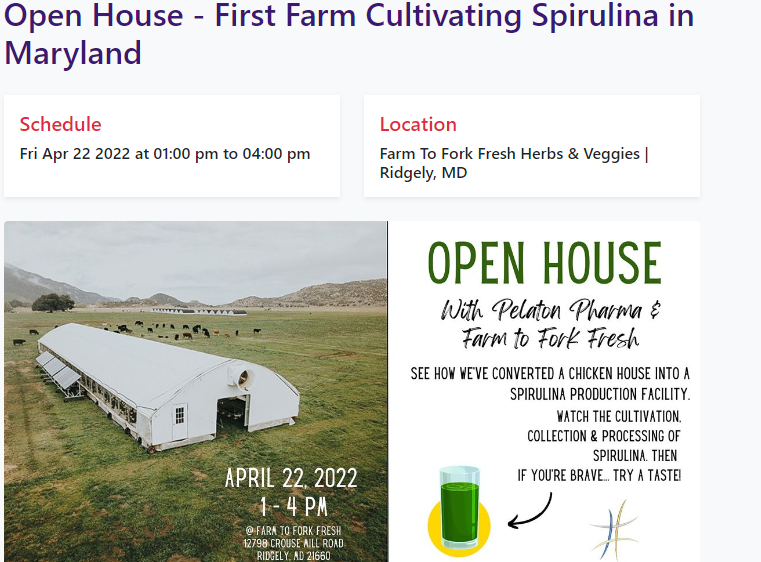 Open House - First Farm Cultivating Spirulina in
Maryland
Schedule
Fri Apr 22 2022 at 01:00 pm to 04:00 pm
Location
Farm To Fork Fresh Herbs & Veggies |
Ridgely, MD
OPEN HOUSE
With Pelaton Pharma &
Farm to Fork Fresh
SEE HOW WE'VE CONVERTED A CHICKEN HOUSE INTO A
SPIRULINA PRODUCTION FACILITY.
WATCH THE CULTIVATION,
COLLECTION & PROCESSING OF
SPIRULINA. THEN
IF YOU'RE BRAVE... TRY A TASTE!
APRIL 22, 2022
1 - 4 PM
@ FARM TO FORK FRESH
12798 CROUSE MILL ROAD
RIDGELY, MD 21660